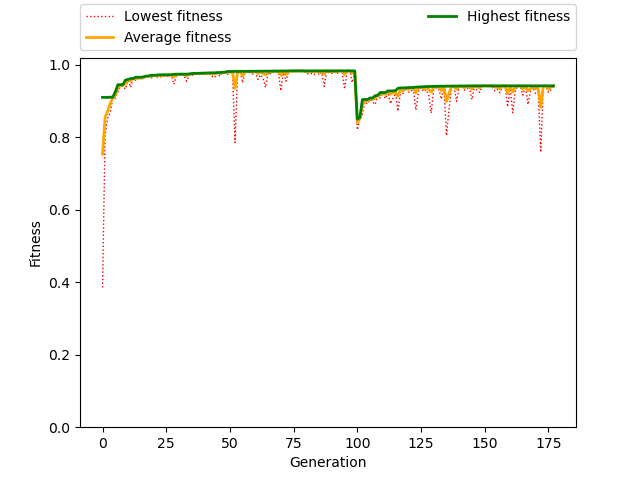 Lowest fitness
Average fitness
Highest fitness
1.0
0.8
0.6
0.4
0.2
0.0
Fitness
0 25 50 75 100 125 150 175
Generation